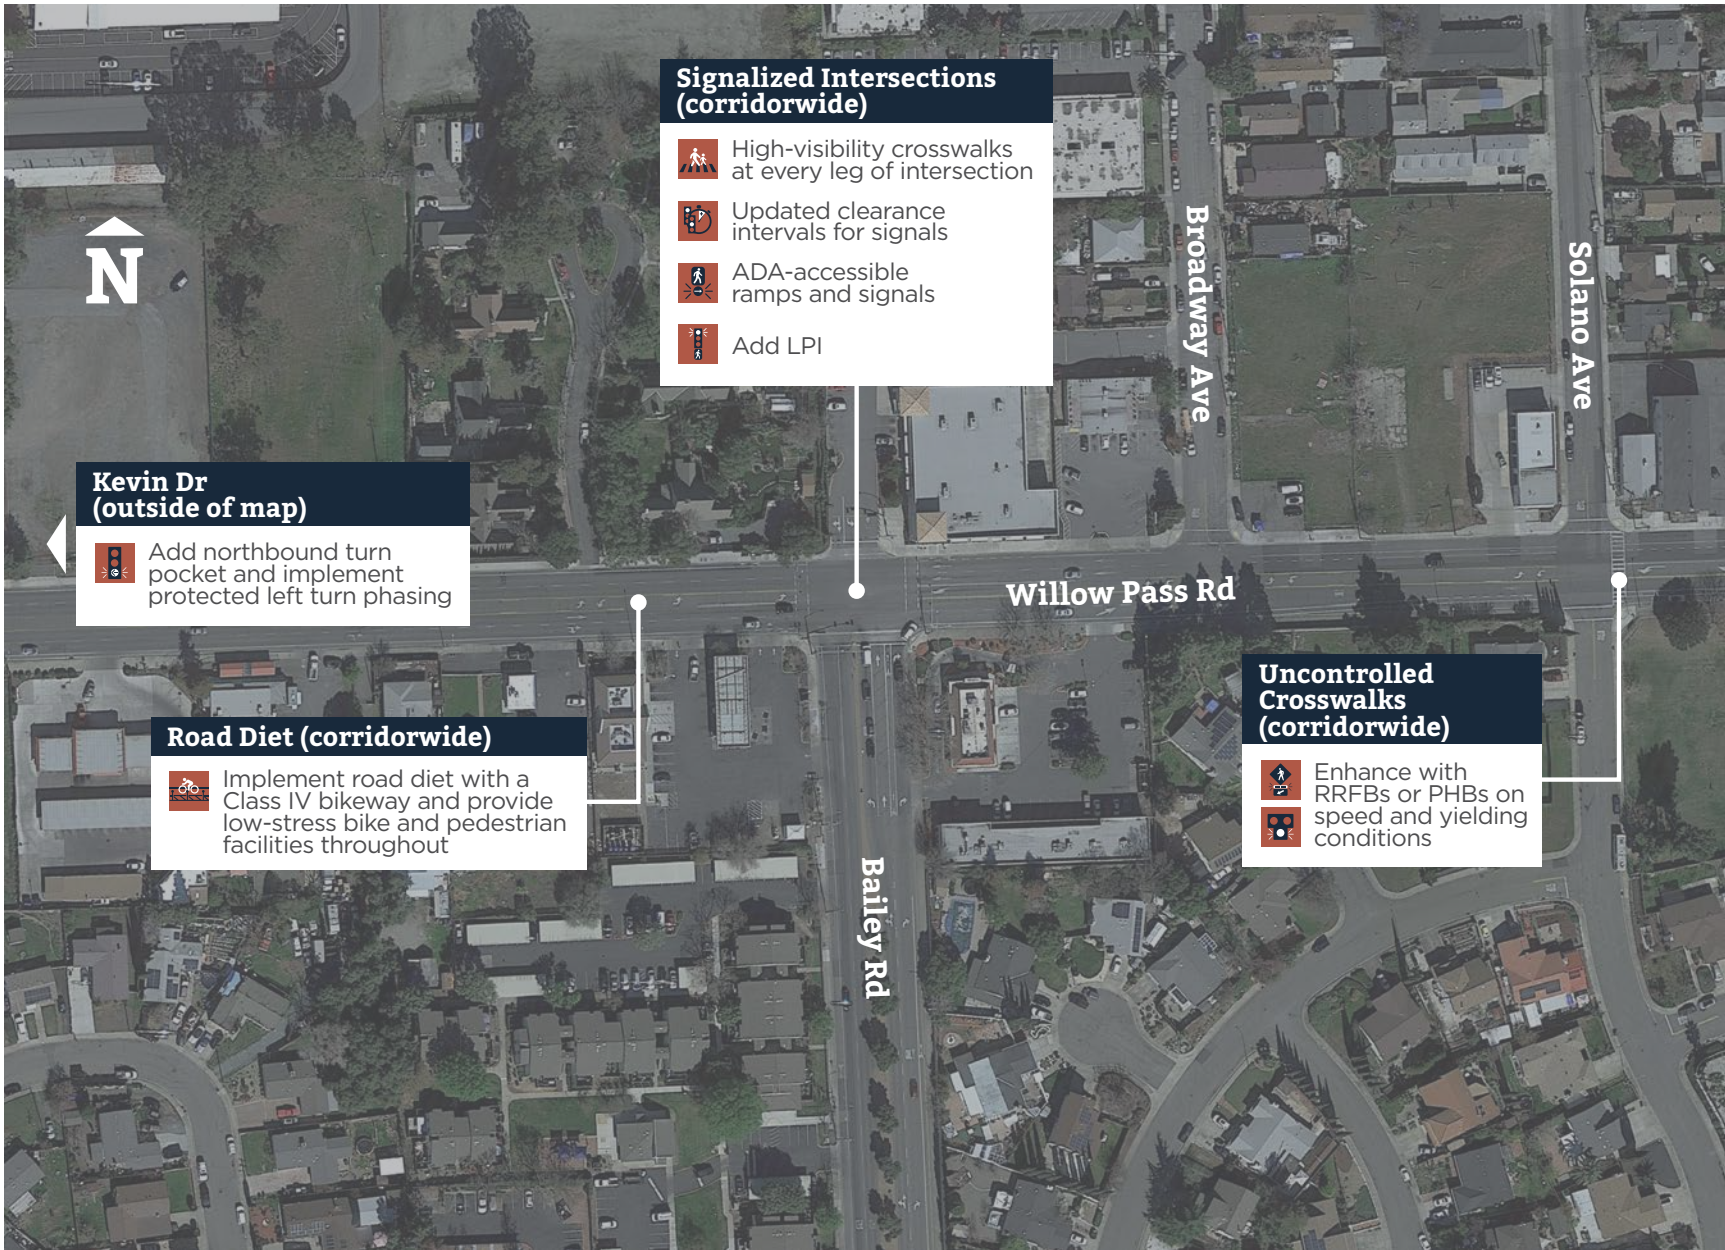 Signalized Intersections
(corridorwide)
High-visibility crosswalks
at every leg of intersection
Updated clearance
intervals for signals
ADA-accessible
ramps and signals
Add LPI
Broadway Ave
Solano Ave
N
Kevin Dr
(outside of map)
Add northbound turn
pocket and implement
protected left turn phasing
Willow Pass Rd
Uncontrolled
Crosswalks
(corridorwide)
Enhance with
RRFBs or PHBs on
speed and yielding
conditions
Road Diet (corridorwide)
Implement road diet with a
Class IV bikeway and provide
low-stress bike and pedestrian
facilities throughout
Bailey Rd